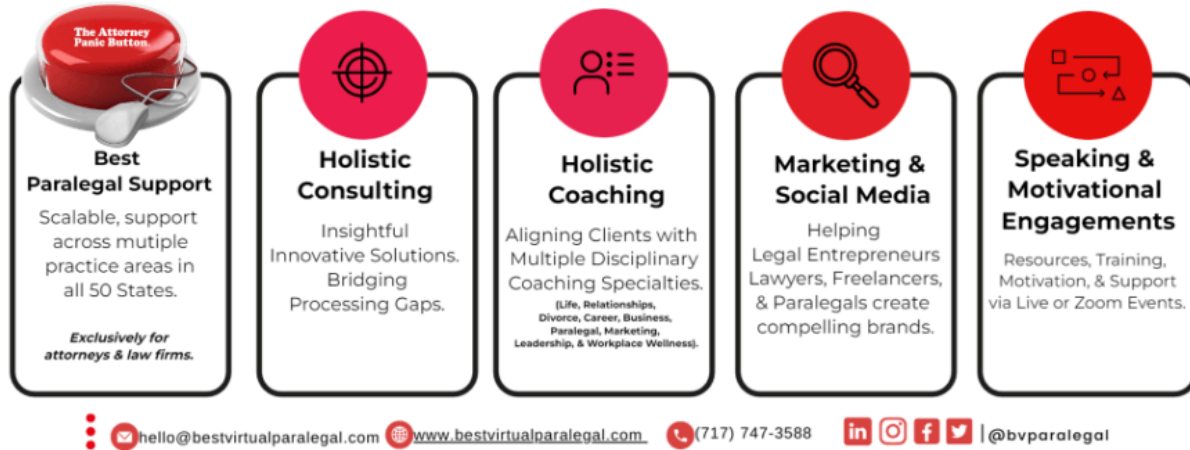 The Attorney
Panic Button.
Best
Paralegal Support
Scalable, support
across mutiple
practice areas in
all 50 States.
Exclusively for
attorneys & law firms.
Holistic
Consulting
Insightful
Innovative Solutions.
Bridging
Processing Gaps.
Holistic
Coaching
Aligning Clients with
Multiple Disciplinary
Coaching Specialties.
(Life, Relationships,
Divorce, Career, Business,
Paralegal, Marketing,
Leadership, & Workplace Wellness).
Marketing &
Social Media
Helping
Legal Entrepreneurs
Lawyers, Freelancers,
& Paralegals create
compelling brands.
Speaking &
Motivational
Engagements
Resources, Training,
Motivation, & Support
via Live or Zoom Events.
hello@bestvirtualparalegal.com www.bestvirtualparalegal.com (717) 747-3588 in f | @bvparalegal